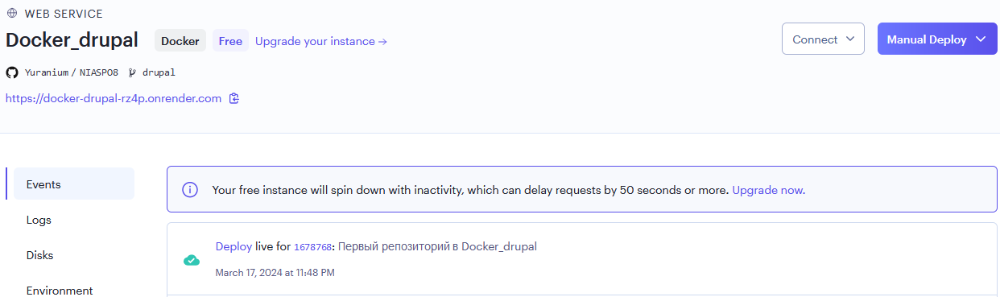 WEB SERVICE
Docker_drupal Docker Free Upgrade your instance → Connect Manual Deploy
Yuranium / NIASPO8 drupal
https://docker-drupal-rz4p.onrender.com
Events
Your free instance will spin down with inactivity, which can delay requests by 50 seconds or more. Upgrade now.
Logs
Deploy live for 1678768: Первый репозиторий в Docker_drupal
Disks
March 17, 2024 at 11:48 PM
Environment